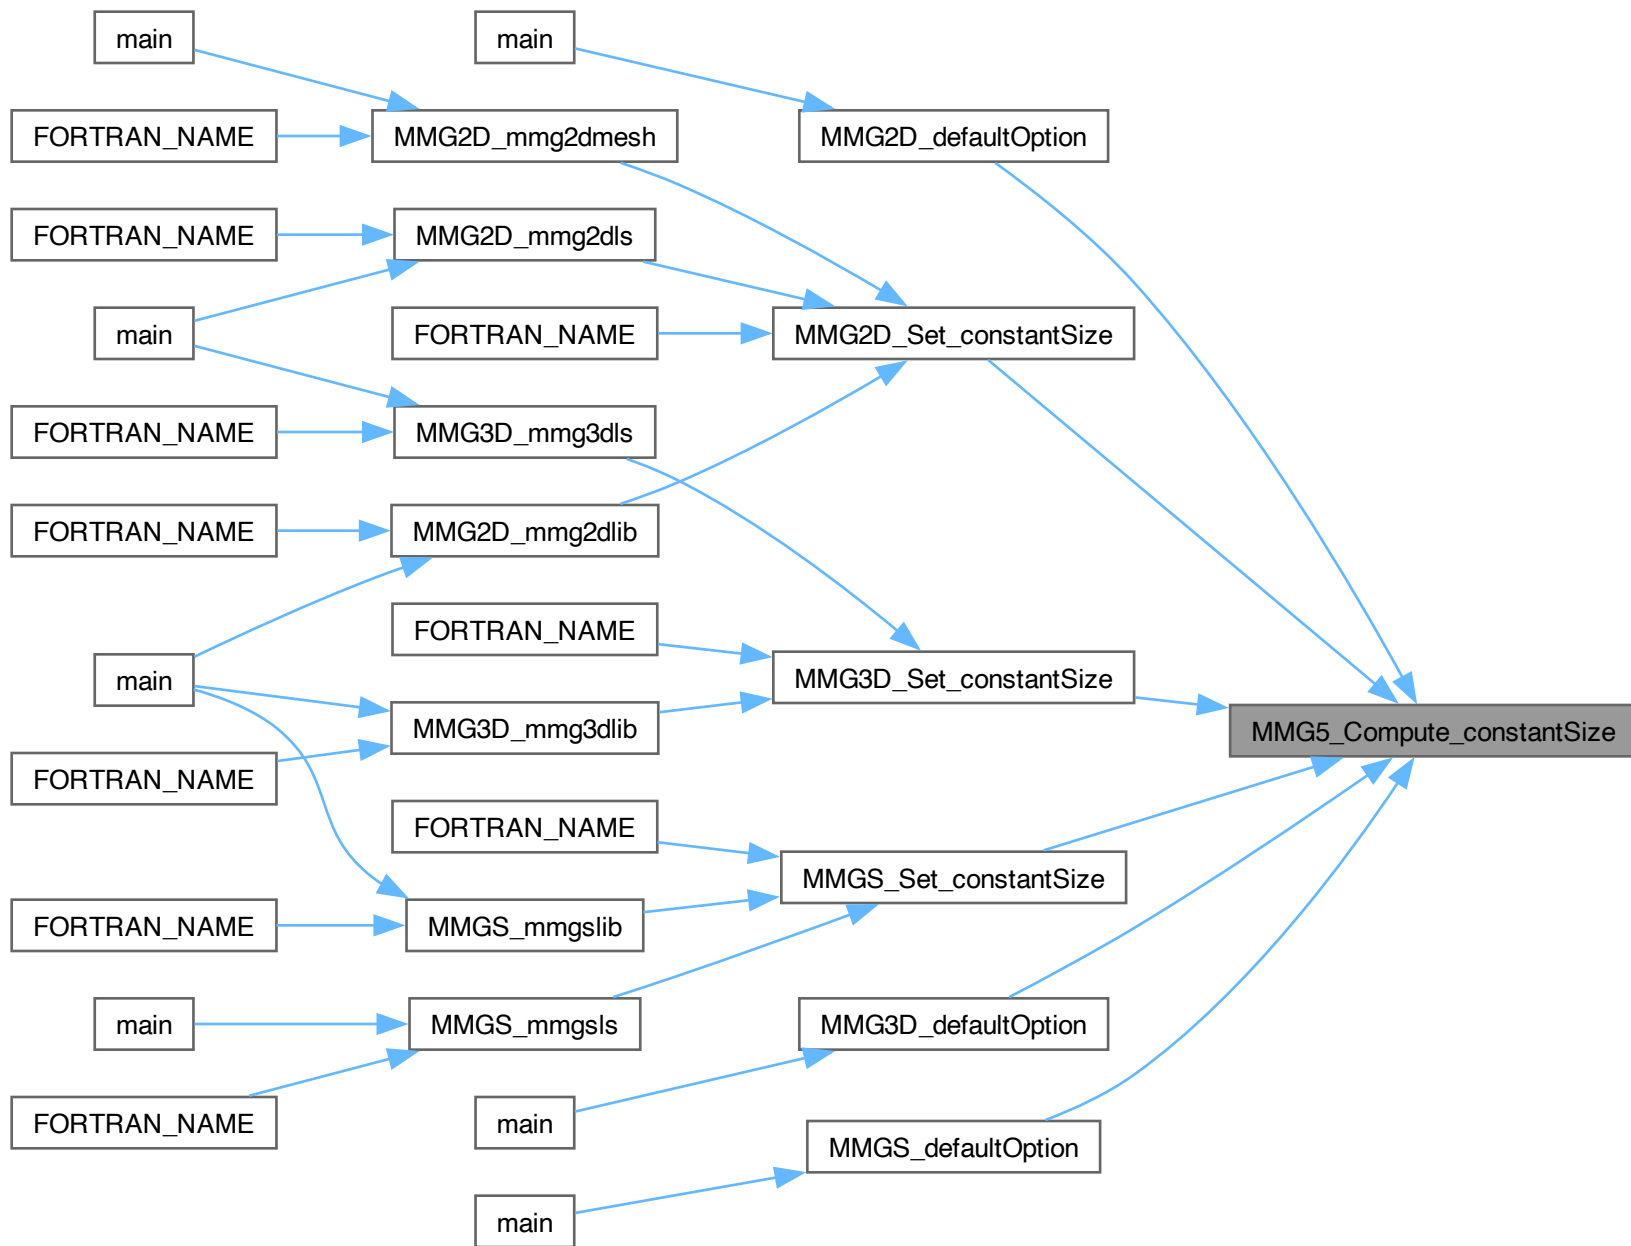 main
main
FORTRAN_NAME
MMG2D_mmg2dmesh
MMG2D_defaultOption
FORTRAN_NAME
MMG2D_mmg2dls
main
FORTRAN_NAME
MMG2D_Set_constantSize
FORTRAN_NAME
MMG3D_mmg3dls
FORTRAN_NAME
MMG2D_mmg2dlib
FORTRAN_NAME
main
MMG3D_Set_constantSize
MMG3D_mmg3dlib
MMG5_Compute_constantSize
FORTRAN_NAME
FORTRAN_NAME
MMGS_Set_constantSize
FORTRAN_NAME
MMGS_mmgslib
main
MMGS_mmgsls
MMG3D_defaultOption
FORTRAN_NAME
main
MMGS_defaultOption
main